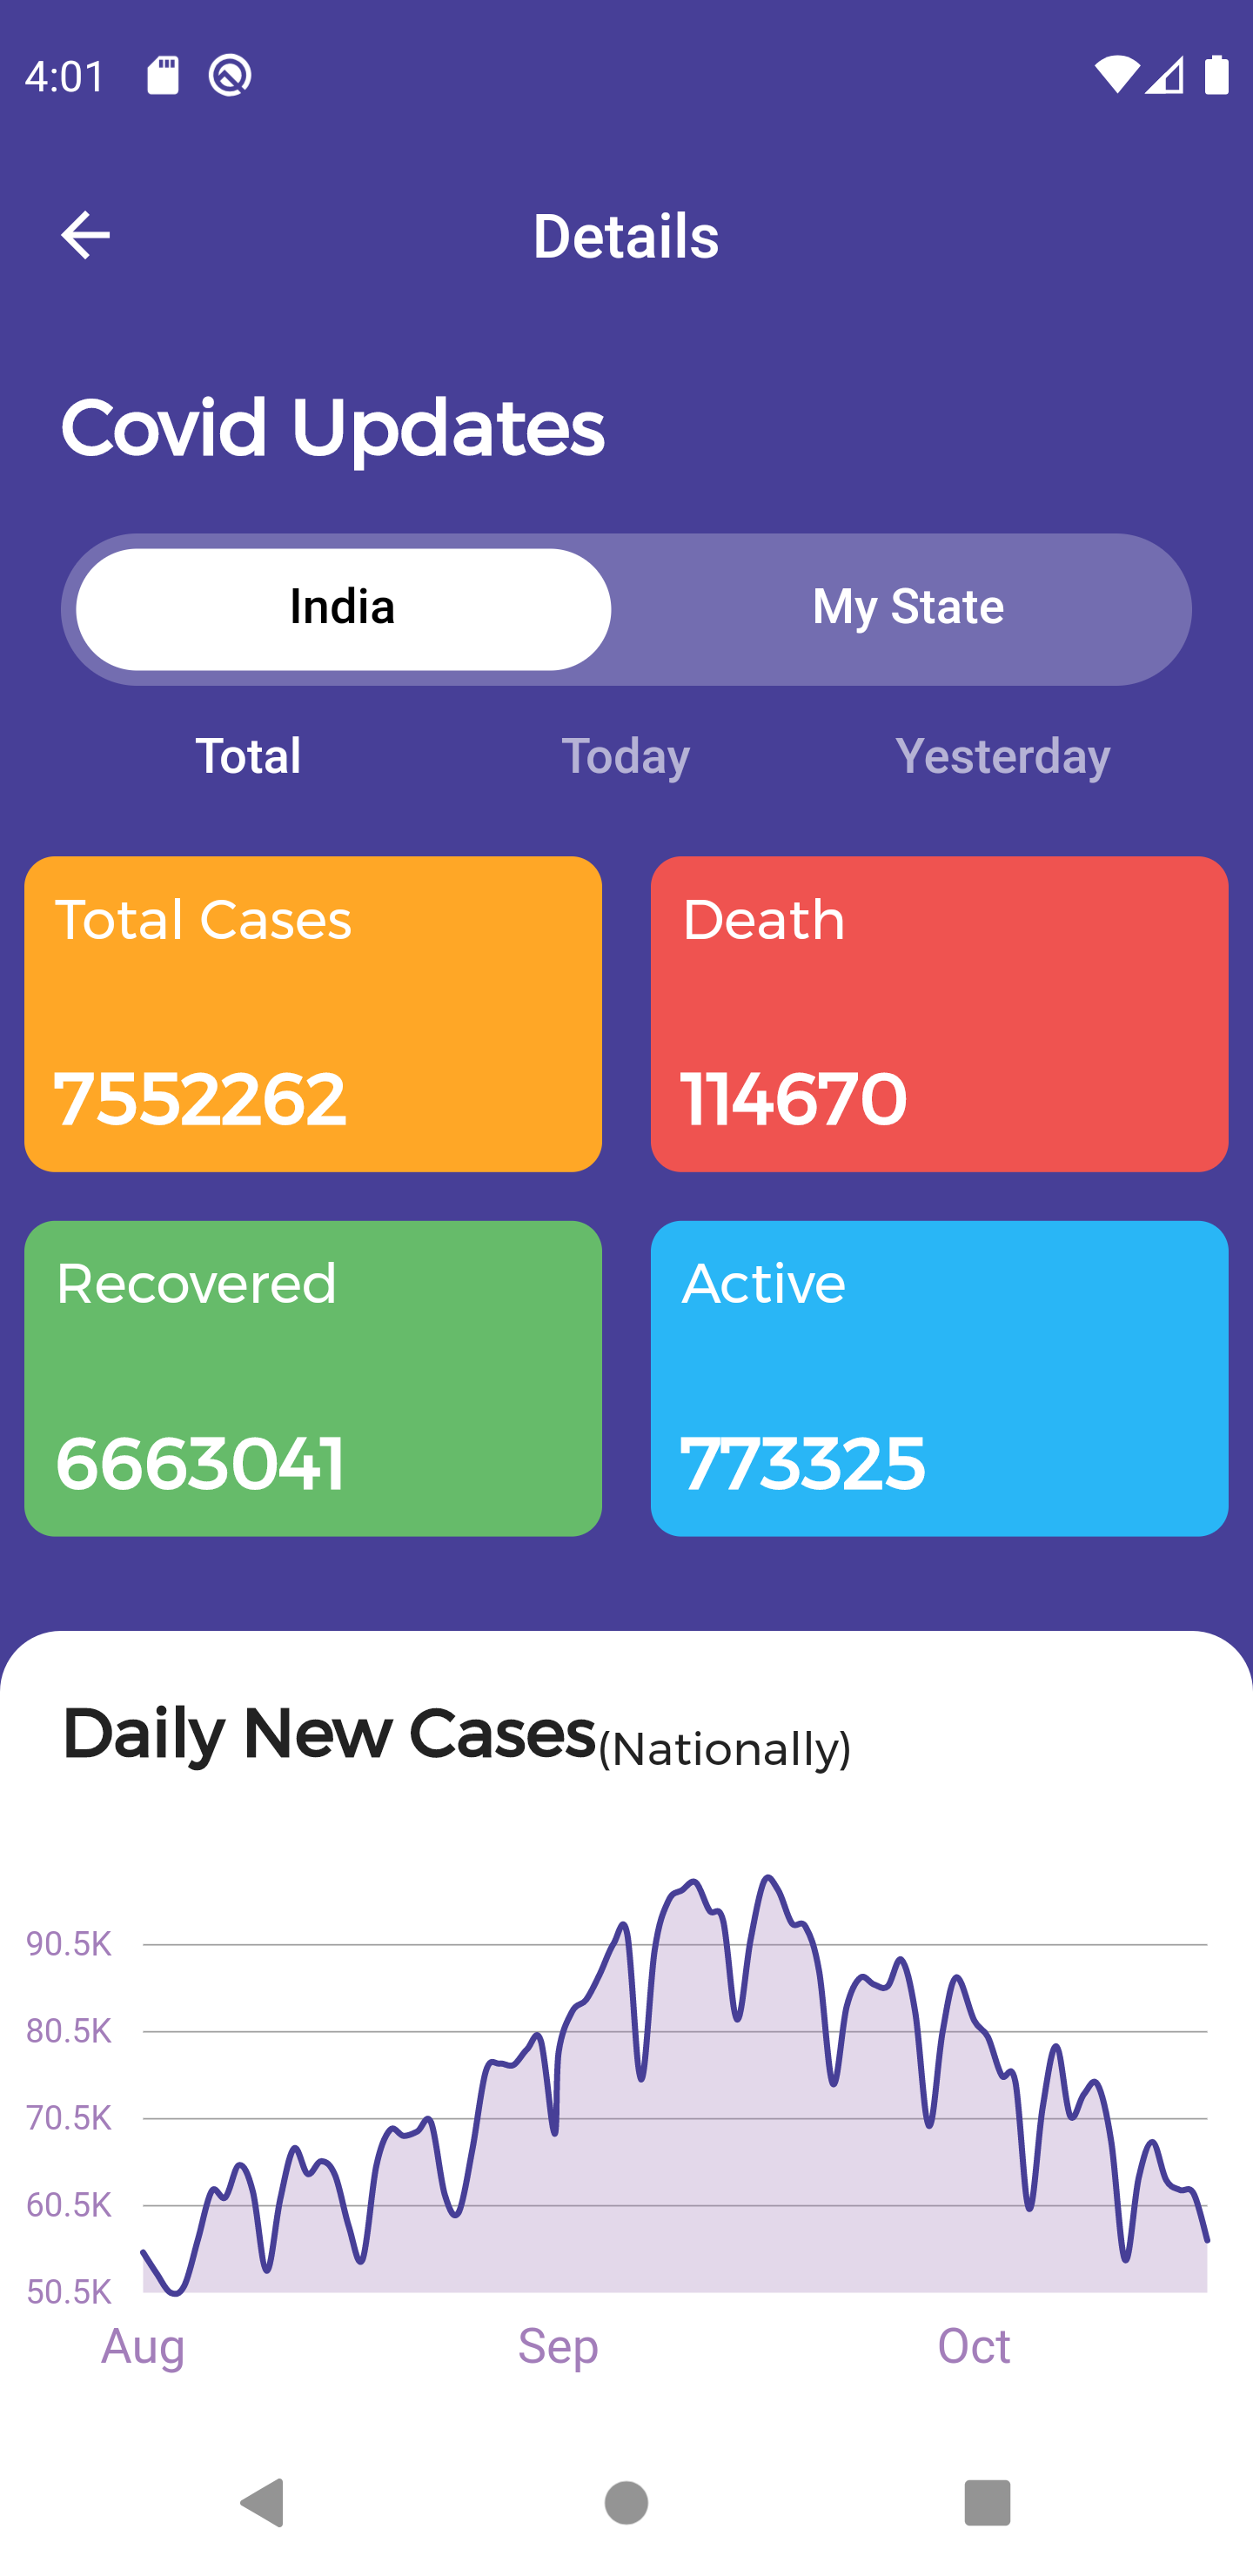 4:01
Details
Covid Updates
India My State
Total Today Yesterday
Total Cases Death
7552262 114670
Recovered Active
6663041 773325
Daily New Cases(Nationally)
90.5K
80.5K
70.5K
60.5K
50.5K
Aug Sep Oct